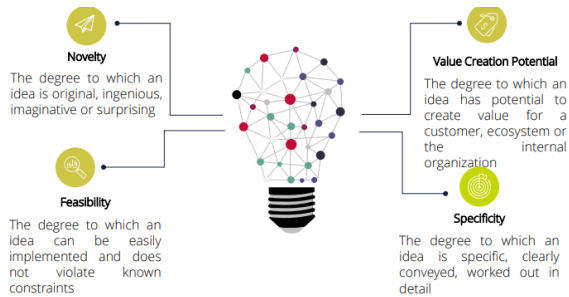 Novelty
The degree to which an
idea is original, ingenious,
imaginative or surprising
Feasibility
The degree to which an
idea can be easily
implemented and does
not violate known
constraints
Value Creation Potential
The degree to which an
idea has potential to
create value for a
customer, ecosystem or
the internal
organization
Specificity
The degree to which an
idea is specific, clearly
conveyed, worked out in
detail